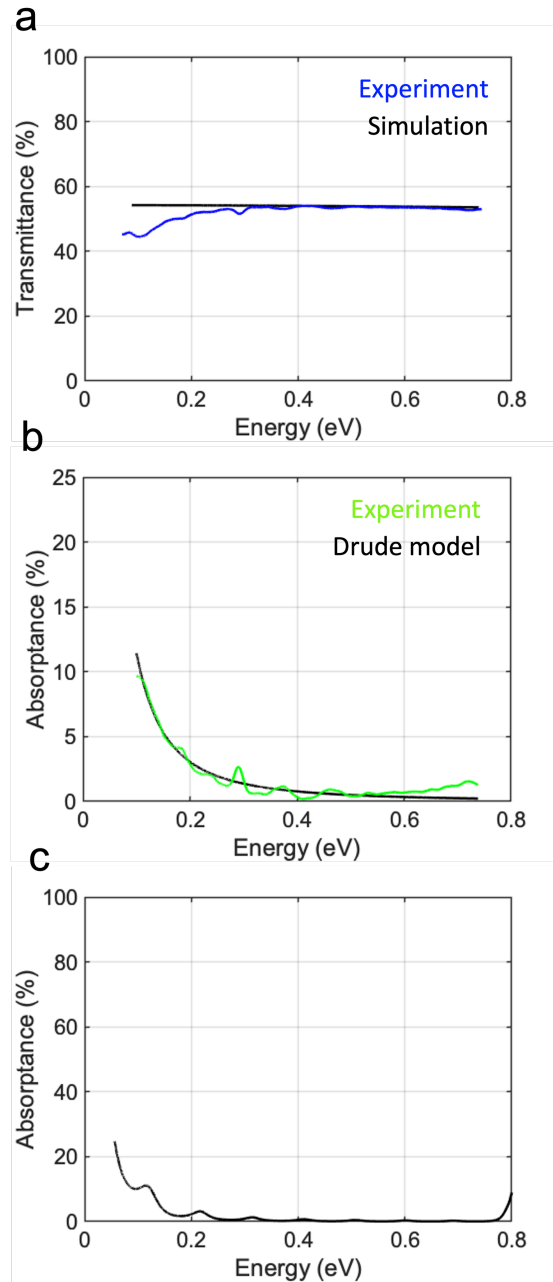 a
100
80
60
40
20
0
Transmittance (%)
Experiment
Simulation
0 0.2 0.4 0.6 0.8
Energy (eV)
b
25
20
15
10
5
0
Absorptance (%)
Experiment
Drude model
0 0.2 0.4 0.6 0.8
Energy (eV)
c
100
80
60
40
20
0
Absorptance (%)
0 0.2 0.4 0.6 0.8
Energy (eV)